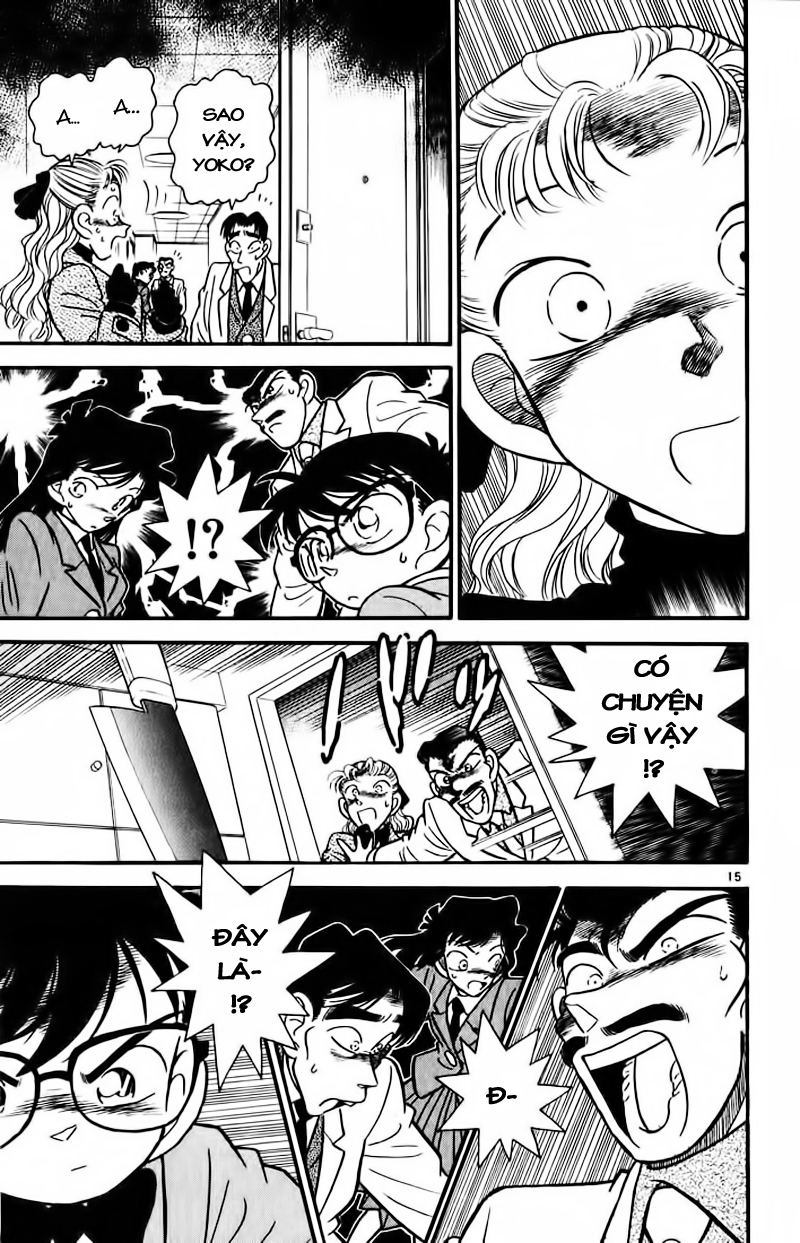 SAO
VẬY,
YOKO?
A...
A...
!?
CÓ
CHUYỆN
GÌ VẬY
!?
15
Đ-
ĐÂY
LÀ-
!?